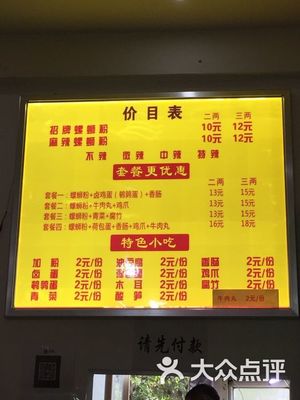 价目表
二两 三两
招牌螺蛳粉 10元 12元
麻辣螺蛳粉 10元 12元
不辣 微辣 中辣 特辣
套餐更优惠
二两 三两
套餐一：螺蛳粉+卤鸡蛋（鹌鹑蛋）+香肠 13元 15元
套餐二：螺蛳粉+牛肉丸+鸡爪 13元 15元
套餐三：螺蛳粉+青菜+腐竹 13元 15元
套餐四：螺蛳粉+荷包蛋+香肠+鸡爪+牛肉丸 16元 18元
特色小吃
加粉 2元/份 2元/份 香肠 2元/份
卤蛋 2元/份 2元/份 鸡爪 2元/份
鹌鹑蛋 2元/份 木耳 2元/份 腐竹 2元/份
青菜 2元/份 酸笋 2元/份 牛肉丸 2元/份
请先付款
大众点评